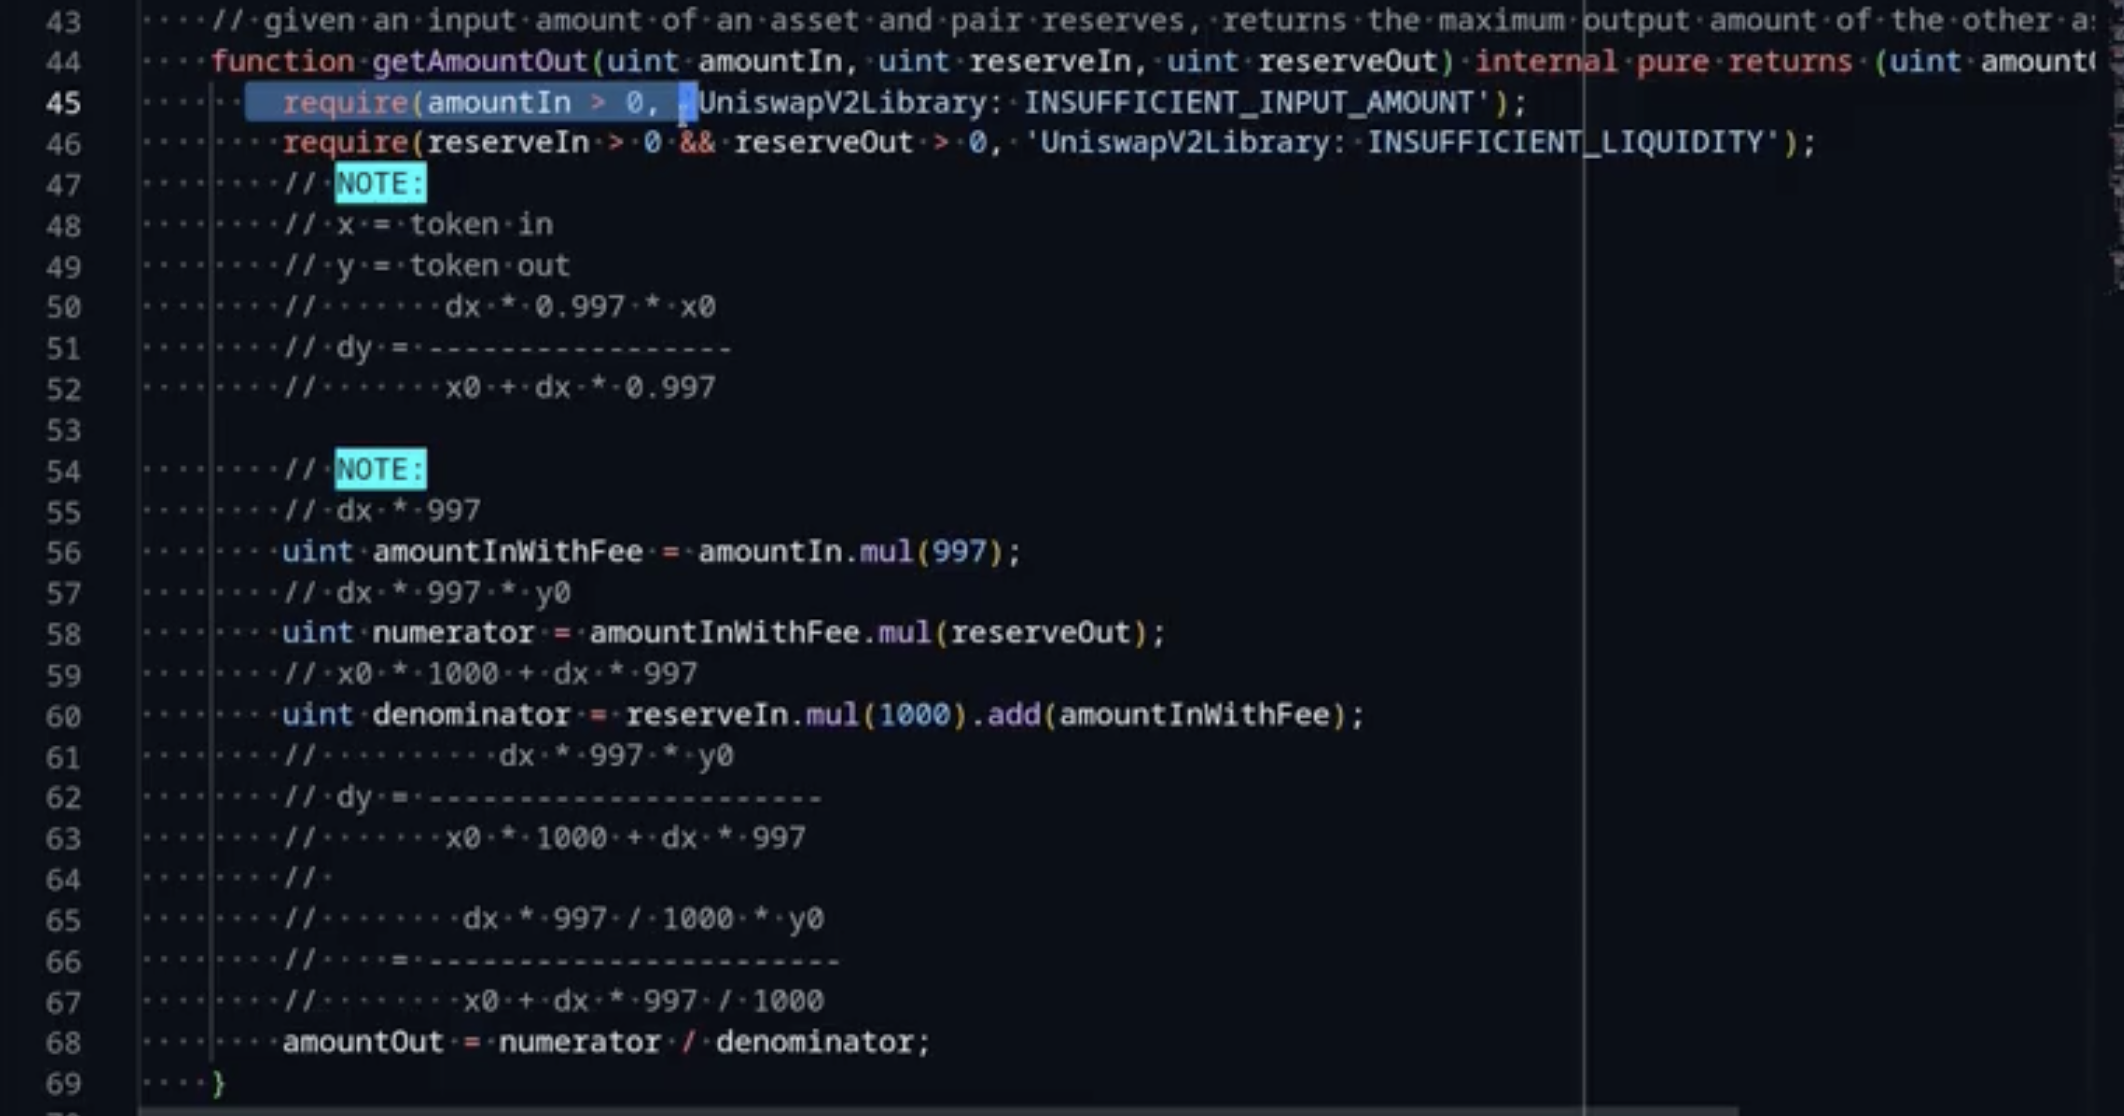 43 // given an input amount of an asset and pair reserves, returns the maximum output amount of the other
44 function getAmountOut(uint amountIn, uint reserveIn, uint reserveOut) internal pure returns (uint
45 require(amountIn > 0, 'UniswapV2Library: INSUFFICIENT_INPUT_AMOUNT');
46 require(reserveIn > 0 && reserveOut > 0, 'UniswapV2Library: INSUFFICIENT_LIQUIDITY');
47 // NOTE:
48 // x = token in
49 // y = token out
50 // dx * 0.997 * x0
51 // dy = -----------------
52 // x0 + dx * 0.997
53
54 // NOTE:
55 // dx * 997
56 uint amountInWithFee = amountIn.mul(997);
57 // dx * 997 * y0
58 uint numerator = amountInWithFee.mul(reserveOut);
59 // x0 * 1000 + dx * 997
60 uint denominator = reserveIn.mul(1000).add(amountInWithFee);
61 // dx * 997 * y0
62 // dy = ----------------------
63 // x0 * 1000 + dx * 997
64 //
65 // dx * 997 / 1000 * y0
66 // = -----------------------
67 // x0 + dx * 997 / 1000
68 amountOut = numerator / denominator;
69 }